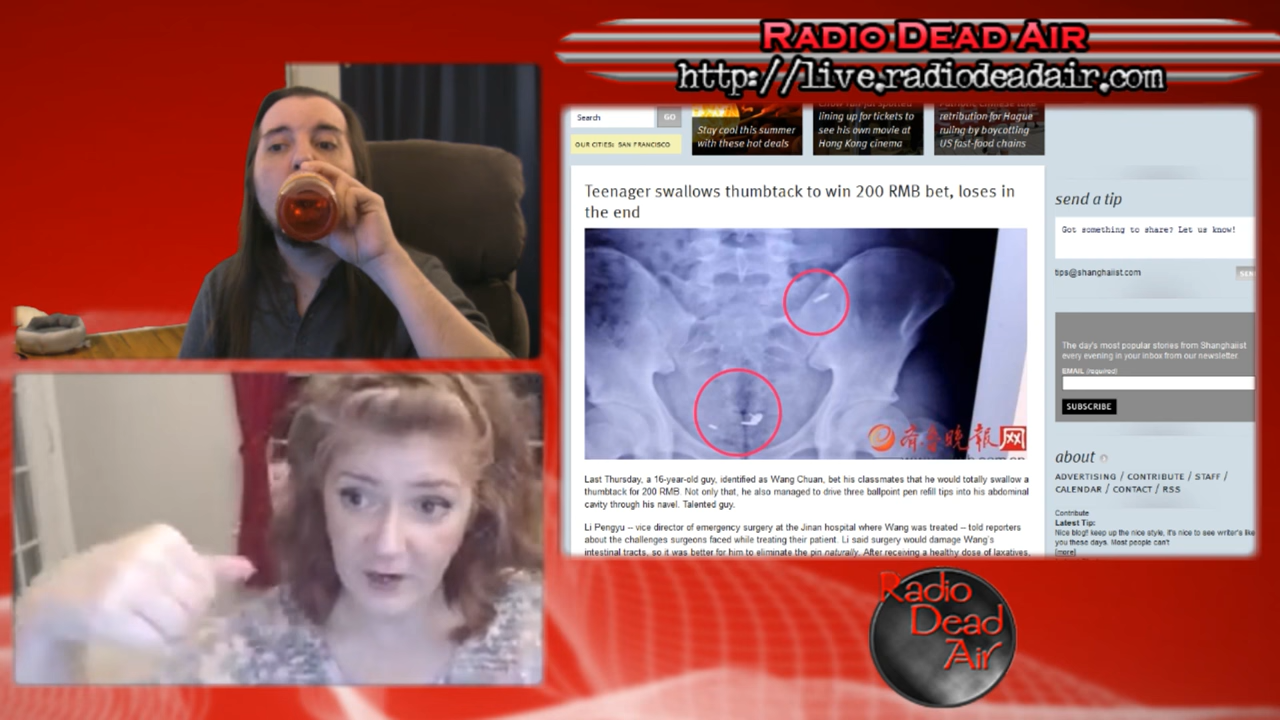 RADIO DEAD AIR
http://live.radiodeadair.com
Search
GO
OUR CITIES: SAN FRANCISCO
Stay cool this summer
with these hot deals
lining up for tickets to
see his own movie at
Hong Kong cinema
retribution for Hague
ruling by boycotting
US fast-food chains
Teenager swallows thumbtack to win 200 RMB bet, loses in
the end
齐鲁晚报网
Last Thursday, a 16-year-old guy, identified as Wang Chuan, bet his classmates that he would totally swallow a
thumbtack for 200 RMB. Not only that, he also managed to drive three ballpoint pen refill tips into his abdominal
cavity through his navel. Talented guy.
Li Pengyu – vice director of emergency surgery at the Jinan hospital where Wang was treated – told reporters
about the challenges surgeons faced while treating their patient. Li said surgery would damage Wang's
intestinal tracts, so it was better for him to eliminate the pin naturally. After receiving a healthy dose of laxatives,
send a tip
Got something to share? Let us know!
tips@shanghaiist.com
The day's most popular stories from Shanghaiist
every evening in your inbox from our newsletter.
EMAIL (required)
SUBSCRIBE
about
ADVERTISING / CONTRIBUTE / STAFF /
CALENDAR / CONTACT / RSS
Contribute
Latest Tip:
Nice blog! keep up the nice style, it's nice to see writer's like
you these days. Most people can't
[more]
Radio
Dead
Air